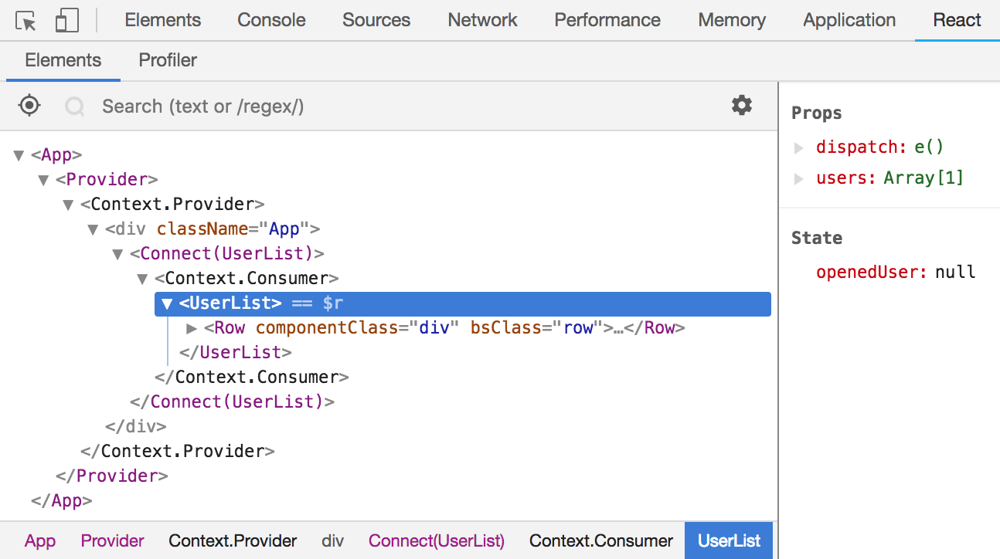 Elements Console Sources Network Performance Memory Application React
Elements Profiler
Search (text or /regex/)
▼ <App>
▼ <Provider>
▼ <Context.Provider>
▼ <div className="App">
▼ <Connect(UserList)>
▼ <Context.Consumer>
▼ <UserList> == $r
▶ <Row componentClass="div" bsClass="row">…</Row>
</UserList>
</Context.Consumer>
</Connect(UserList)>
</div>
</Context.Provider>
</Provider>
</App>
App Provider Context.Provider div Connect(UserList) Context.Consumer UserList
Props
▶ dispatch: e()
▶ users: Array[1]
State
openedUser: null